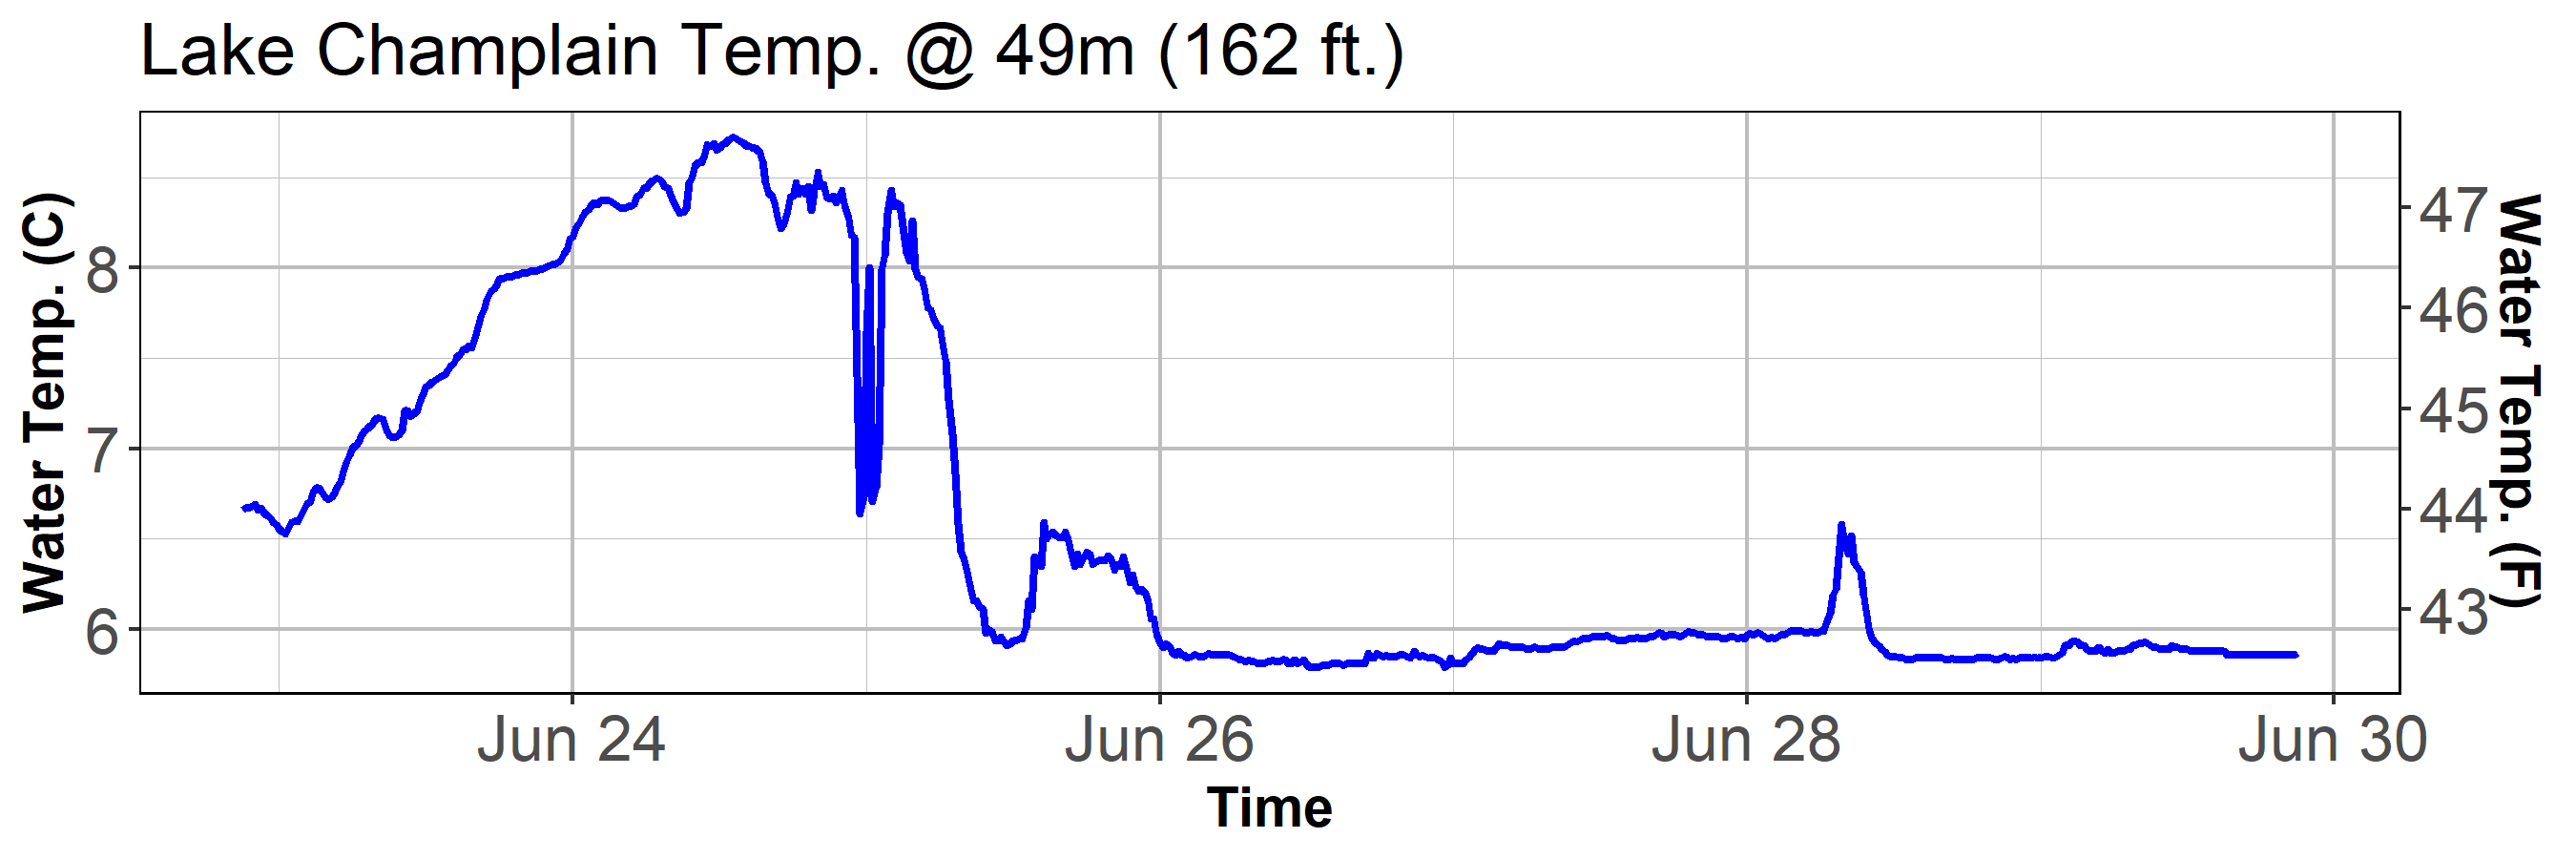 Lake Champlain Temp. @ 49m (162 ft.)
Water Temp. (C)
8
7
6
47
46
45
44
43
Water Temp. (F)
Jun 24 Jun 26 Jun 28 Jun 30
Time